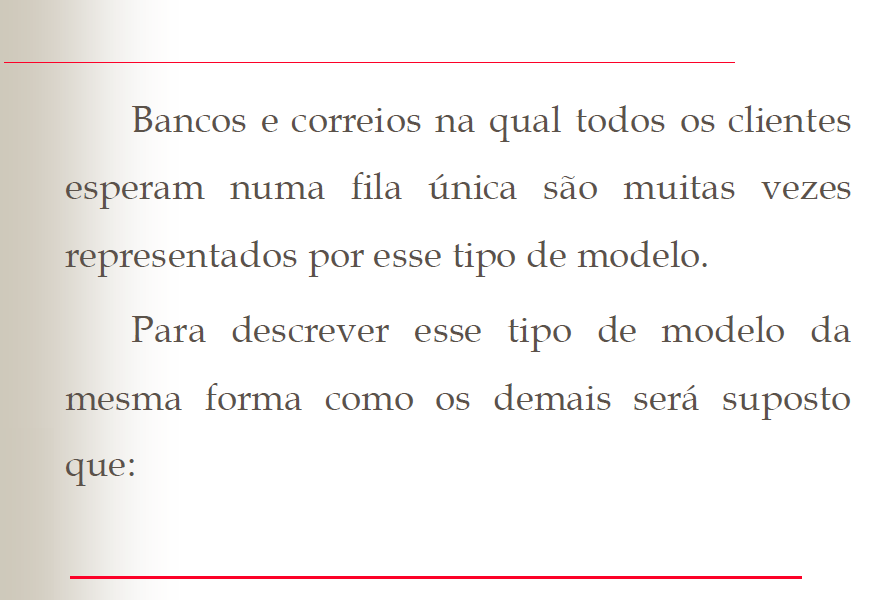 Bancos e correios na qual todos os clientes
esperam numa fila única são muitas vezes
representados por esse tipo de modelo.
Para descrever esse tipo de modelo da
mesma forma como os demais será suposto
que: